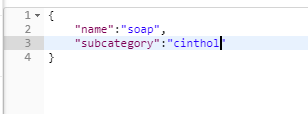 1 {
2     "name":"soap",
3     "subcategory":"cinthol"
4 }